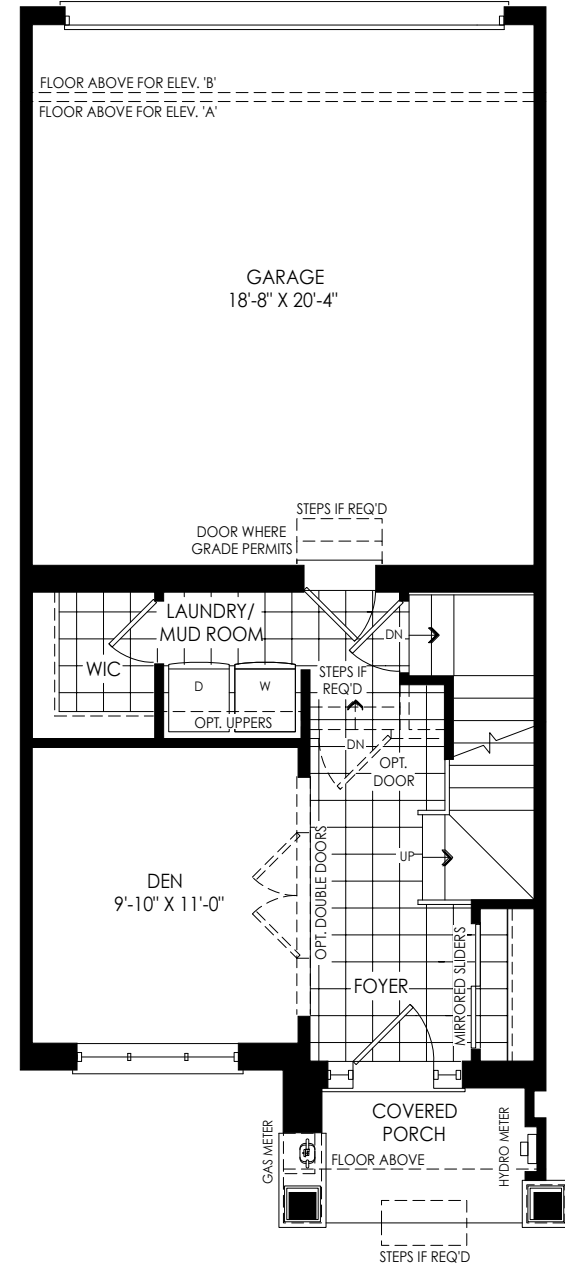 FLOOR ABOVE FOR ELEV. 'B'
FLOOR ABOVE FOR ELEV. 'A'
GARAGE
18'-8" X 20'-4"
STEPS IF REQ'D
DOOR WHERE
GRADE PERMITS
LAUNDRY/
MUD ROOM
DN
WIC
STEPS IF
REQ'D
D
W
OPT. UPPERS
DN
OPT.
DOOR
UP
DEN
9'-10" X 11'-0"
OPT. DOUBLE DOORS
MIRRORED SLIDERS
FOYER
COVERED
PORCH
GAS METER
HYDRO METER
FLOOR ABOVE
STEPS IF REQ'D